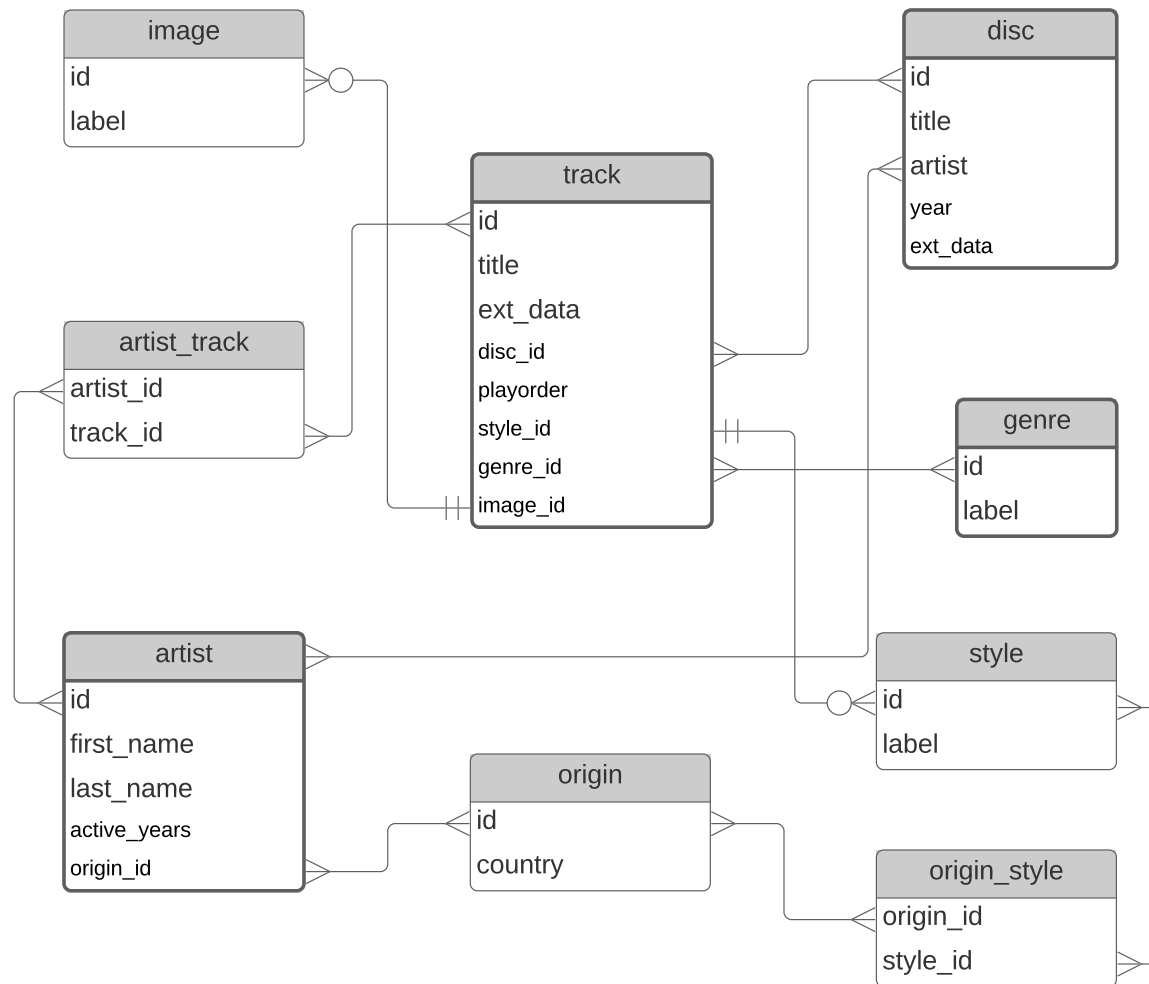 image
id
label
disc
id
title
artist
year
ext_data
track
id
title
ext_data
disc_id
playorder
style_id
genre_id
image_id
artist_track
artist_id
track_id
genre
id
label
artist
id
first_name
last_name
active_years
origin_id
style
id
label
origin
id
country
origin_style
origin_id
style_id